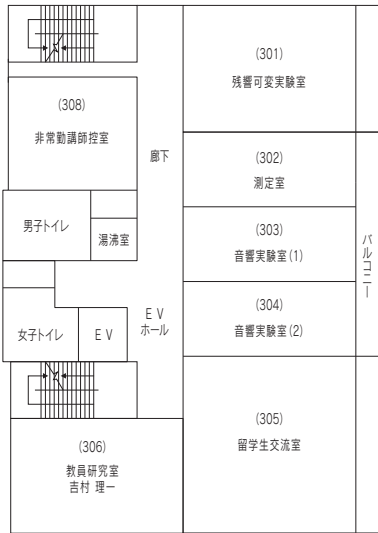 (301)
残響可変実験室
(308)
非常勤講師控室
廊下
(302)
測定室
男子トイレ
湯沸室
(303)
音響実験室(1)
バルコニー
(304)
音響実験室(2)
ＥＶ
ホール
女子トイレ
ＥＶ
(305)
留学生交流室
(306)
教員研究室
吉村 理一